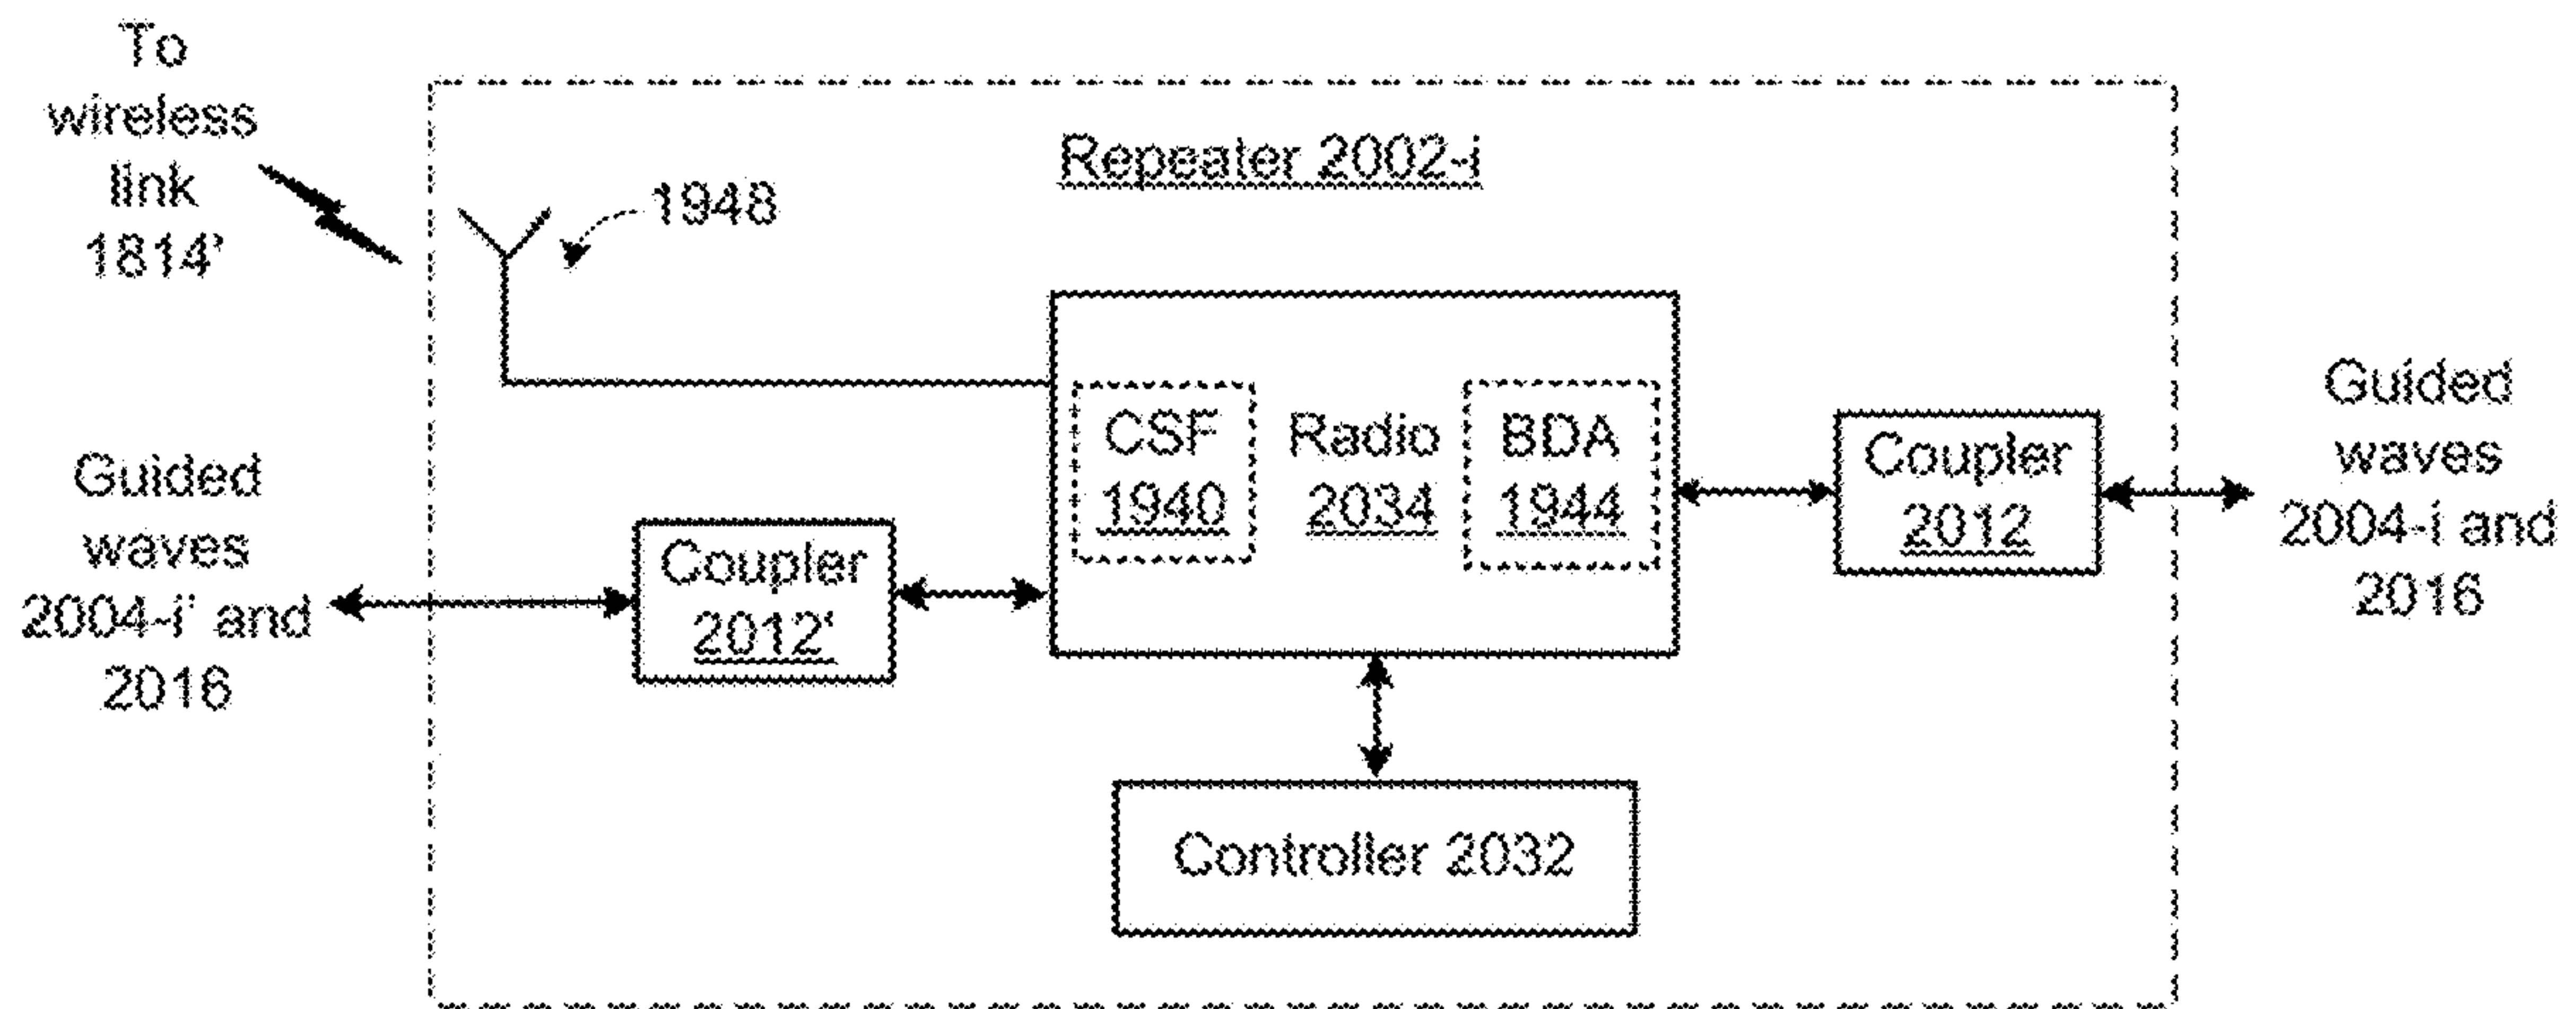 To
wireless
link
1814'
Repeater 2002-i
1948
Guided
waves
2004-i' and
2016
Coupler
2012'
CSF
1940
Radio
2034
BDA
1944
Coupler
2012
Guided
waves
2004-i and
2016
Controller 2032